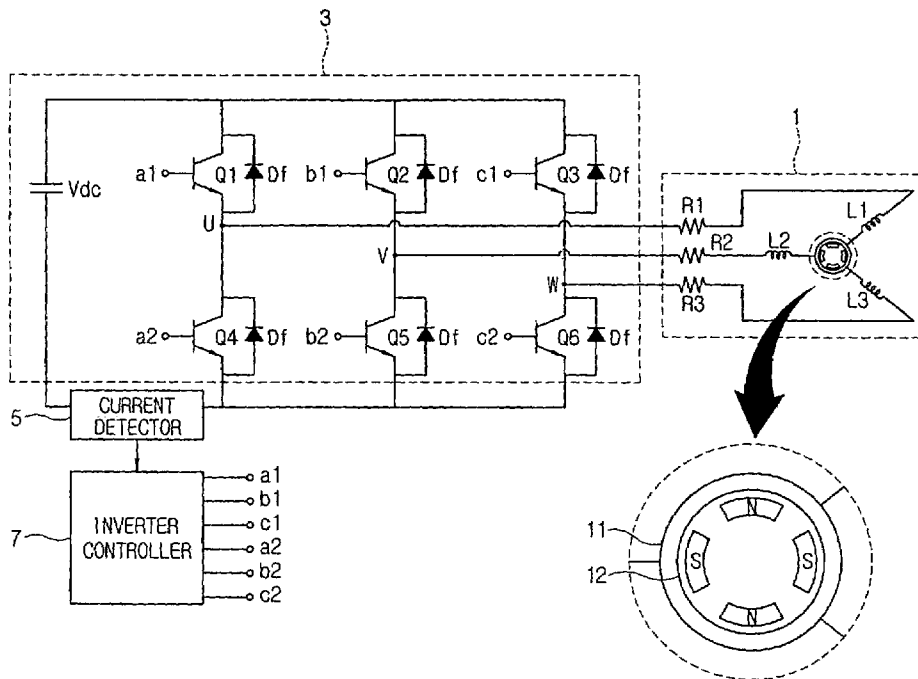 3
1
Vdc
a1
Q1
Df
b1
Q2
Df
c1
Q3
Df
U
V
W
R1
R2
R3
L1
L2
L3
a2
Q4
Df
b2
Q5
Df
c2
Q6
Df
5
CURRENT
DETECTOR
7
INVERTER
CONTROLLER
a1
b1
c1
a2
b2
c2
11
12
N
S
S
N